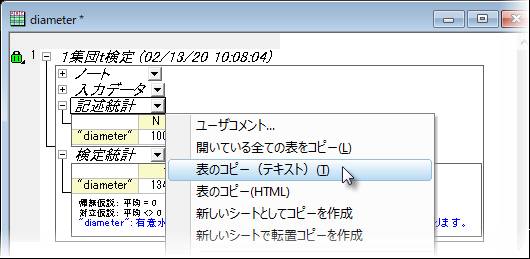 diameter *
1 1集団t検定 (02/13/20 10:08:04)
ノート
入力データ
記述統計
N
"diameter" 100
検定統計
"diameter" 134
帰無仮説: 平均 = 0
対立仮説: 平均 <> 0
"diameter": 有意水 ます。
ユーザコメント...
開いている全ての表をコピー(L)
表のコピー（テキスト）(T)
表のコピー(HTML)
新しいシートとしてコピーを作成
新しいシートで転置コピーを作成